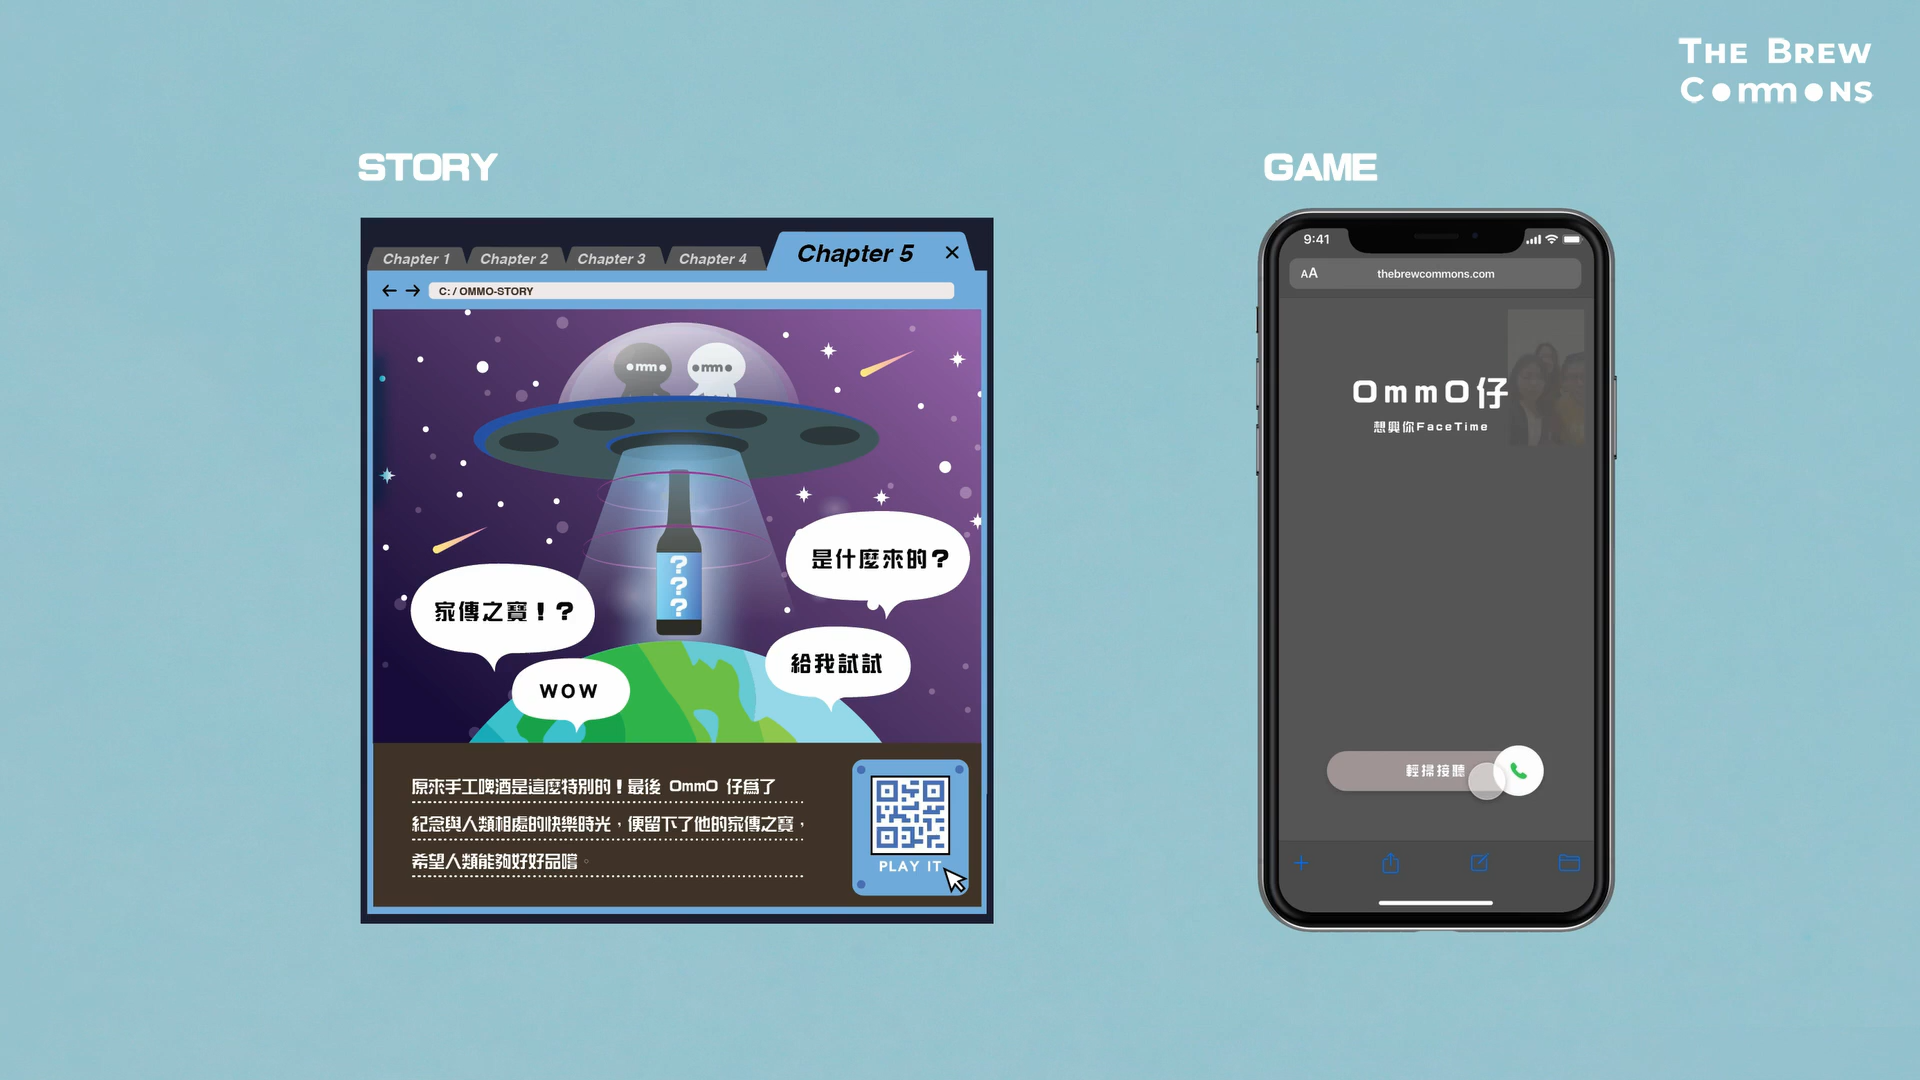 THE BREW
COMMONS
STORY
GAME
Chapter 1
Chapter 2
Chapter 3
Chapter 4
Chapter 5
C: / OMMO-STORY
ommo
ommo
?
?
?
是什麼來的？
家傳之寶！？
給我試試
WOW
原來手工啤酒是這麼特別的！最後 OmmO 仔為了
紀念與人類相處的快樂時光，便留下了他的家傳之寶，
希望人類能夠好好品嚐。
PLAY IT
9:41
AA
thebrewcommons.com
OmmO仔
想與你FaceTime
輕掃接聽